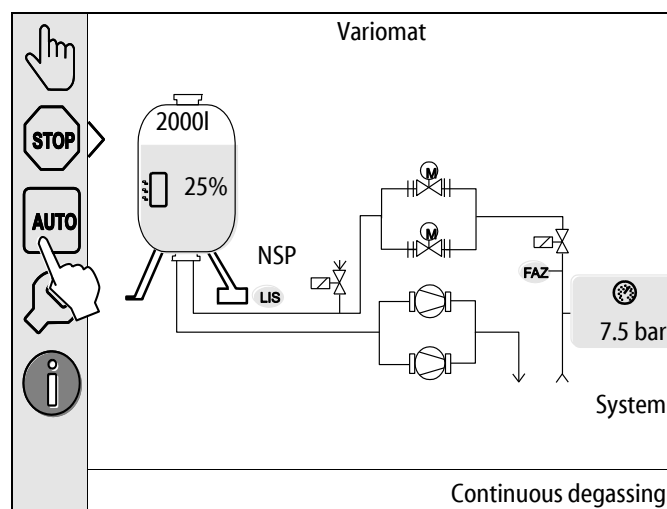 Variomat
STOP
2000l
25%
M
AUTO
M
NSP
LIS
FAZ
7.5 bar
System
Continuous degassing